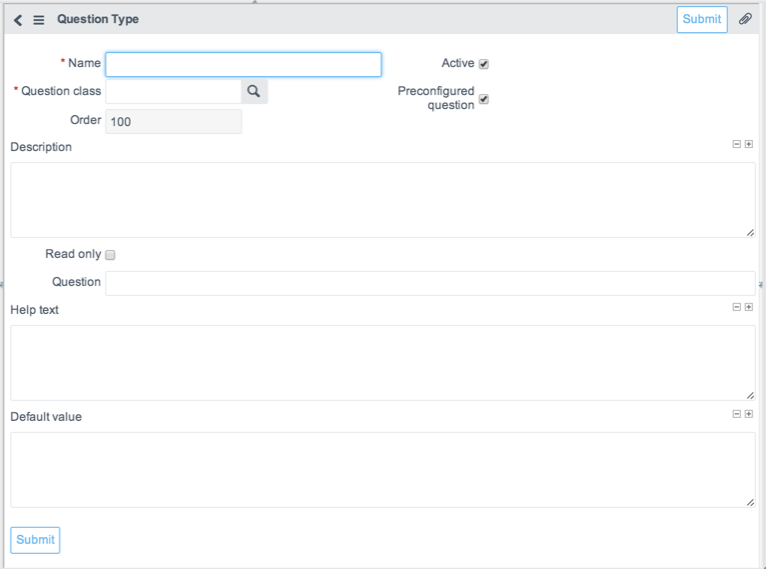 Question Type
Submit
* Name
Active
* Question class
Preconfigured
question
Order
100
Description
Read only
Question
Help text
Default value
Submit